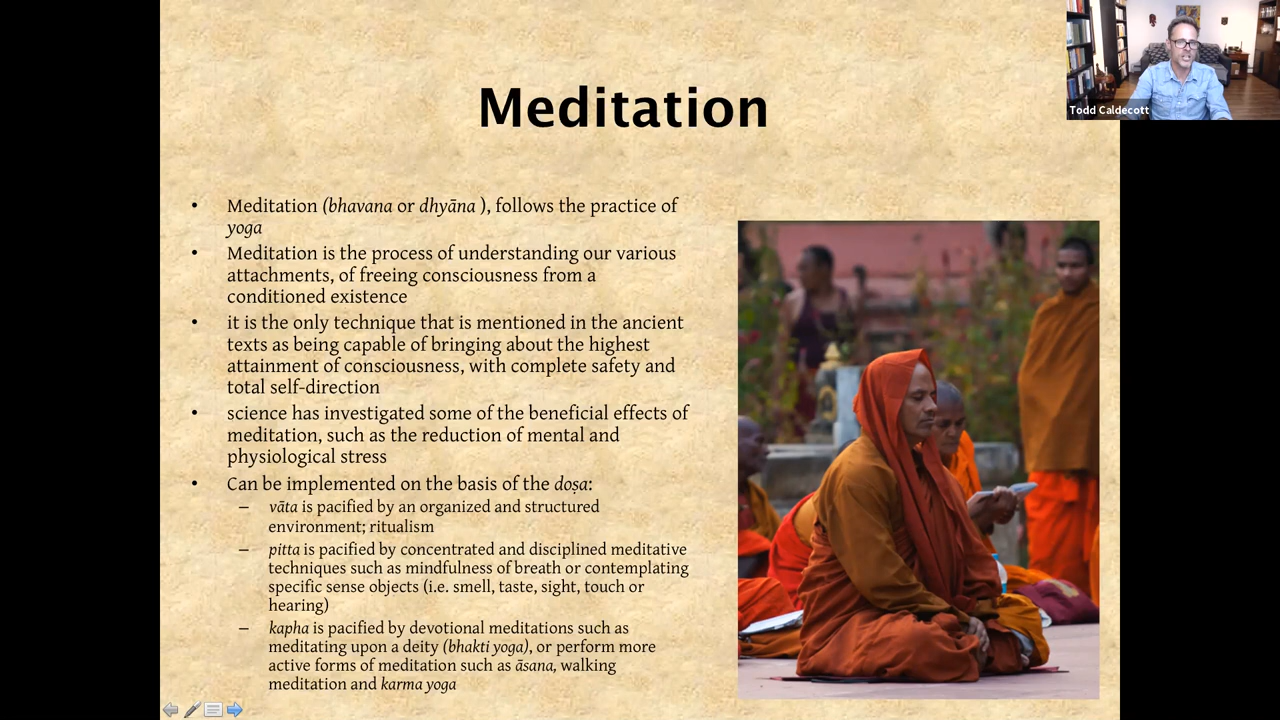 Todd Caldecott
Meditation
• Meditation (bhavana or dhyāna ), follows the practice of
yoga
• Meditation is the process of understanding our various
attachments, of freeing consciousness from a
conditioned existence
• it is the only technique that is mentioned in the ancient
texts as being capable of bringing about the highest
attainment of consciousness, with complete safety and
total self-direction
• science has investigated some of the beneficial effects of
meditation, such as the reduction of mental and
physiological stress
• Can be implemented on the basis of the doṣa:
– vāta is pacified by an organized and structured
environment; ritualism
– pitta is pacified by concentrated and disciplined meditative
techniques such as mindfulness of breath or contemplating
specific sense objects (i.e. smell, taste, sight, touch or
hearing)
– kapha is pacified by devotional meditations such as
meditating upon a deity (bhakti yoga), or perform more
active forms of meditation such as āsana, walking
meditation and karma yoga